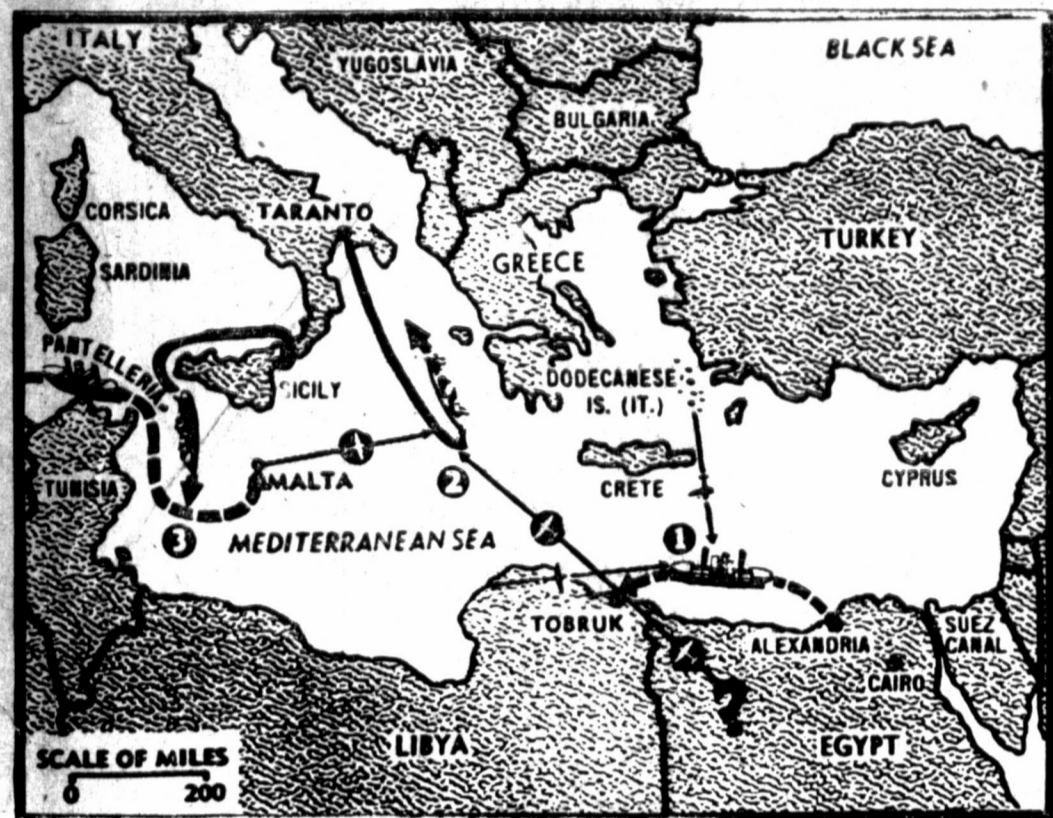 ITALY
YUGOSLAVIA
BLACK SEA
BULGARIA
CORSICA
TARANTO
SARDINIA
GREECE
TURKEY
PANTELLERIA
SICILY
DODECANESE
IS. (IT.)
TUNISIA
MALTA
2
CRETE
CYPRUS
3
MEDITERRANEAN SEA
1
TOBRUK
ALEXANDRIA
SUEZ
CANAL
CAIRO
LIBYA
EGYPT
SCALE OF MILES
0 200